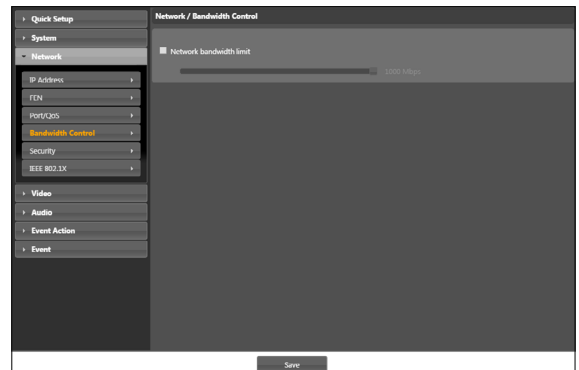 Quick Setup
System
Network
IP Address
FEN
Port/QoS
Bandwidth Control
Security
IEEE 802.1X
Video
Audio
Event Action
Event
Network / Bandwidth Control
Network bandwidth limit
1000 Mbps
Save